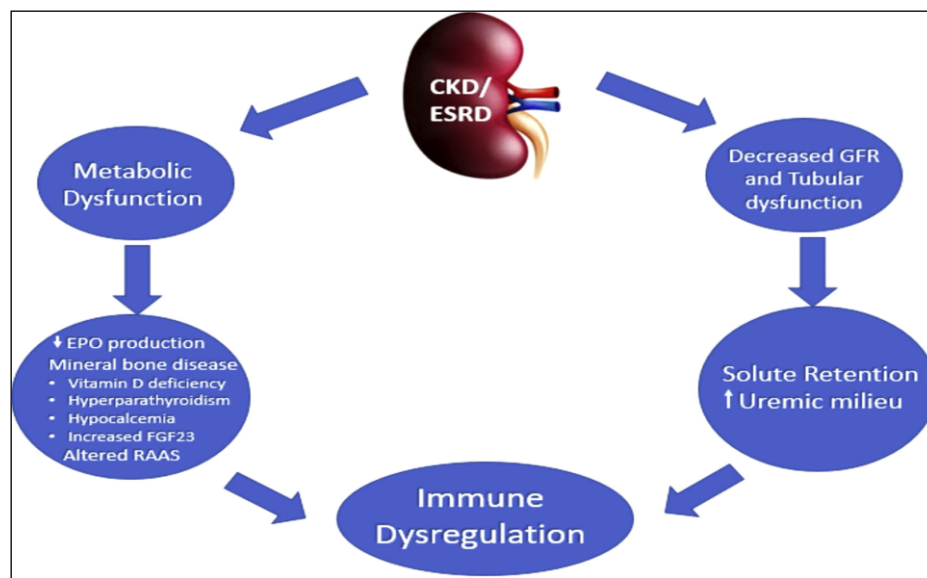 CKD/
ESRD
Metabolic
Dysfunction
Decreased GFR
and Tubular
dysfunction
⬇ EPO production
Mineral bone disease
• Vitamin D deficiency
• Hyperparathyroidism
• Hypocalcemia
• Increased FGF23
Altered RAAS
Solute Retention
⬆ Uremic milieu
Immune
Dysregulation